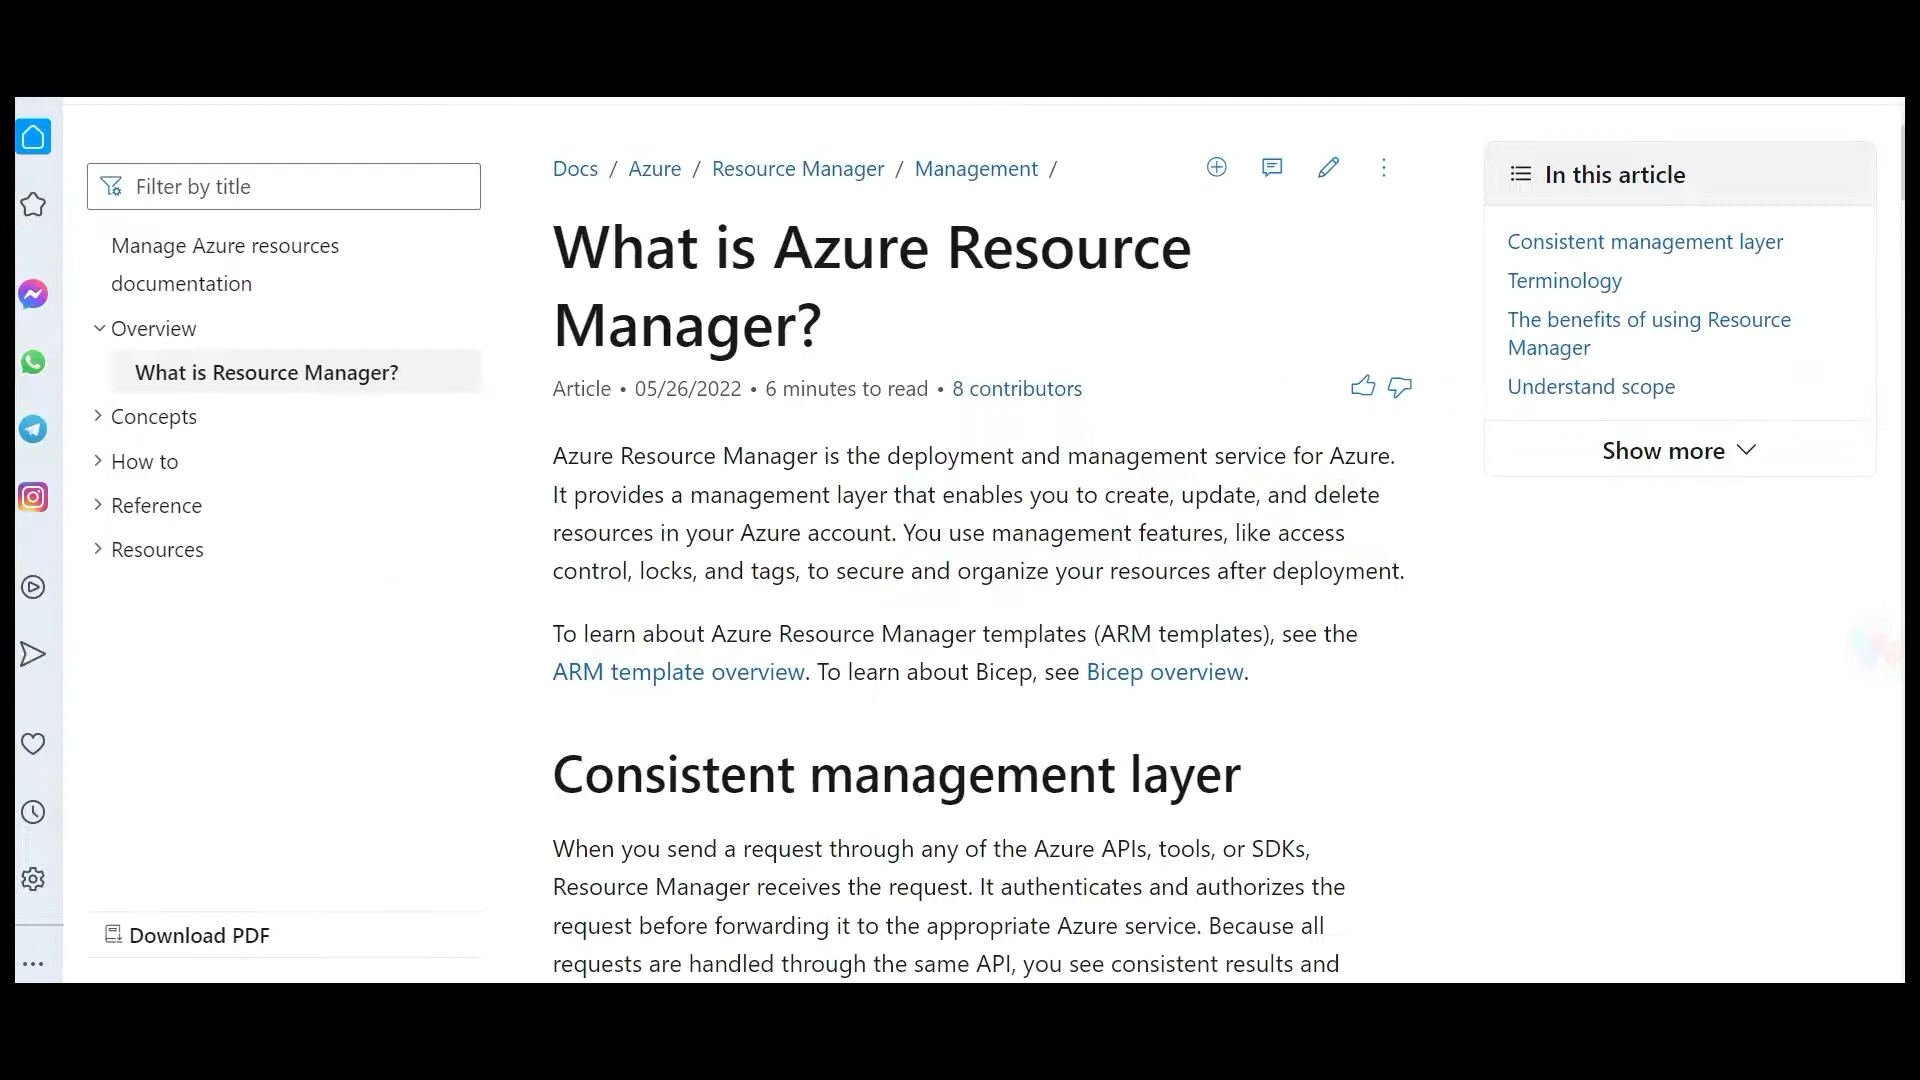 Filter by title
Manage Azure resources
documentation
Overview
What is Resource Manager?
Concepts
How to
Reference
Resources
Download PDF
Docs / Azure / Resource Manager / Management /
What is Azure Resource
Manager?
Article • 05/26/2022 • 6 minutes to read • 8 contributors
Azure Resource Manager is the deployment and management service for Azure.
It provides a management layer that enables you to create, update, and delete
resources in your Azure account. You use management features, like access
control, locks, and tags, to secure and organize your resources after deployment.
To learn about Azure Resource Manager templates (ARM templates), see the
ARM template overview. To learn about Bicep, see Bicep overview.
Consistent management layer
When you send a request through any of the Azure APIs, tools, or SDKs,
Resource Manager receives the request. It authenticates and authorizes the
request before forwarding it to the appropriate Azure service. Because all
requests are handled through the same API, you see consistent results and
In this article
Consistent management layer
Terminology
The benefits of using Resource
Manager
Understand scope
Show more